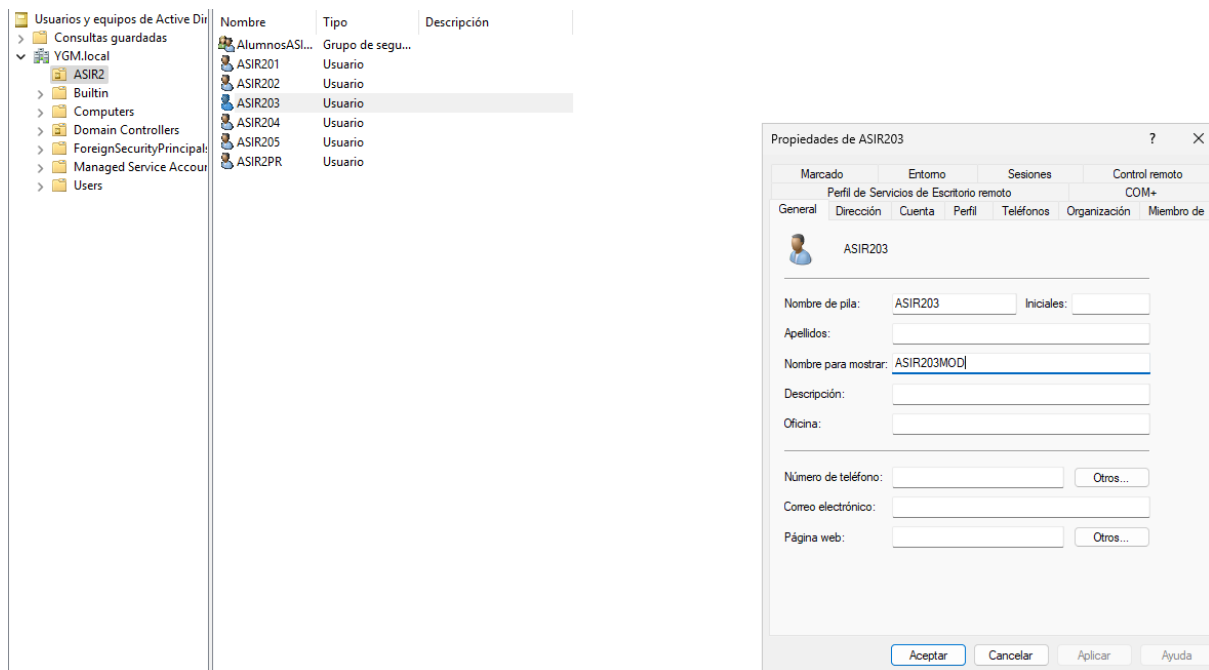 Usuarios y equipos de Active Dir
Consultas guardadas
YGM.local
ASIR2
Builtin
Computers
Domain Controllers
ForeignSecurityPrincipals
Managed Service Accour
Users
Nombre Tipo Descripción
AlumnosASI... Grupo de segu...
ASIR201 Usuario
ASIR202 Usuario
ASIR203 Usuario
ASIR204 Usuario
ASIR205 Usuario
ASIR2PR Usuario
Propiedades de ASIR203 ? X
Marcado Entorno Sesiones Control remoto
Perfil de Servicios de Escritorio remoto COM+
General Dirección Cuenta Perfil Teléfonos Organización Miembro de
ASIR203
Nombre de pila: ASIR203 Iniciales:
Apellidos:
Nombre para mostrar: ASIR203MOD
Descripción:
Oficina:
Número de teléfono: Otros...
Correo electrónico:
Página web: Otros...
Aceptar Cancelar Aplicar Ayuda